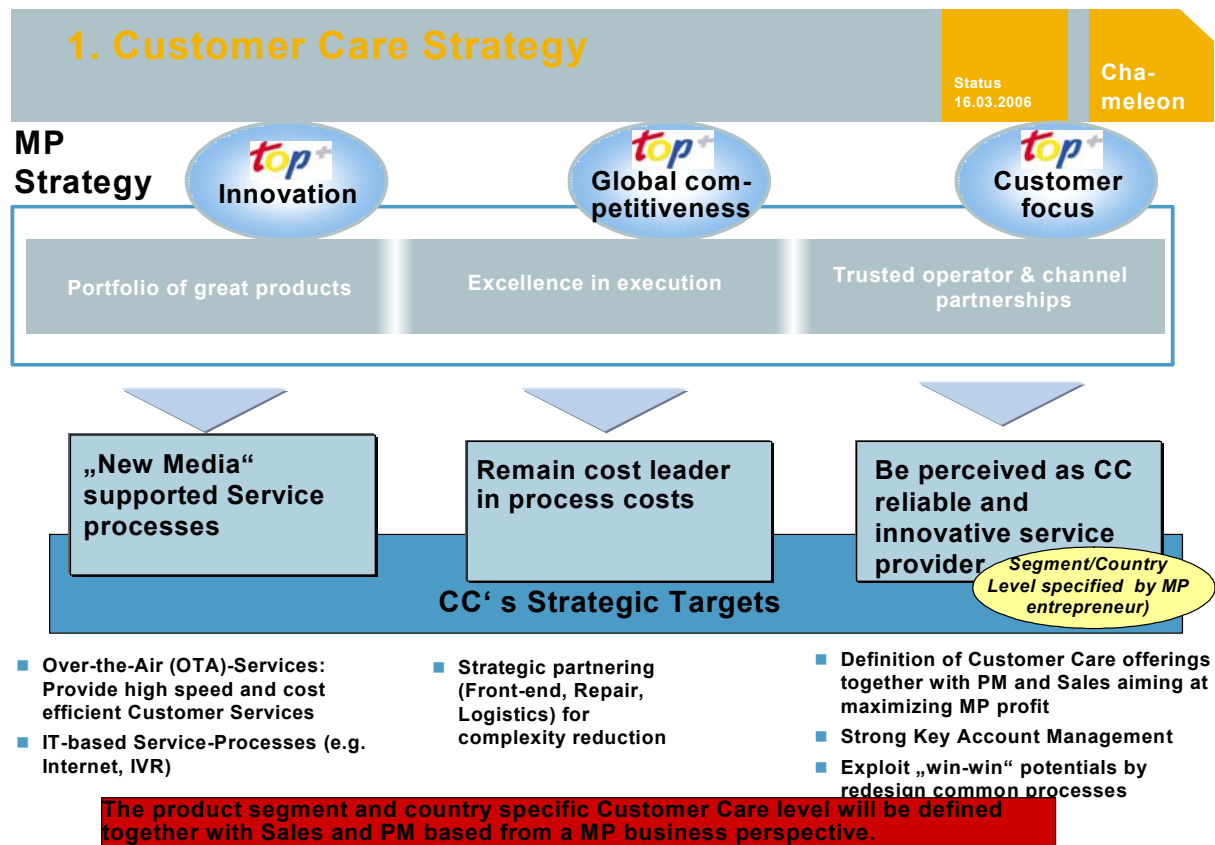 1. Customer Care Strategy
Status
16.03.2006
Cha-
meleon
MP
Strategy
top+
Innovation
top+
Global com-
petitiveness
top+
Customer
focus
Portfolio of great products
Excellence in execution
Trusted operator & channel
partnerships
„New Media“
supported Service
processes
Remain cost leader
in process costs
Be perceived as CC
reliable and
innovative service
provider
Segment/Country
Level specified by MP
entrepreneur)
CC‘ s Strategic Targets
Over-the-Air (OTA)-Services:
Provide high speed and cost
efficient Customer Services
IT-based Service-Processes (e.g.
Internet, IVR)
Strategic partnering
(Front-end, Repair,
Logistics) for
complexity reduction
Definition of Customer Care offerings
together with PM and Sales aiming at
maximizing MP profit
Strong Key Account Management
Exploit „win-win“ potentials by
redesign common processes
The product segment and country specific Customer Care level will be defined
together with Sales and PM based from a MP business perspective.